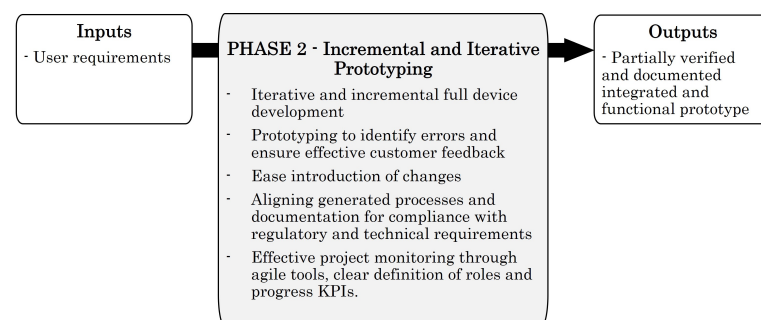 Inputs
- User requirements
PHASE 2 - Incremental and Iterative
Prototyping
- Iterative and incremental full device
development
- Prototyping to identify errors and
ensure effective customer feedback
- Ease introduction of changes
- Aligning generated processes and
documentation for compliance with
regulatory and technical requirements
- Effective project monitoring through
agile tools, clear definition of roles and
progress KPIs.
Outputs
- Partially verified
and documented
integrated and
functional prototype